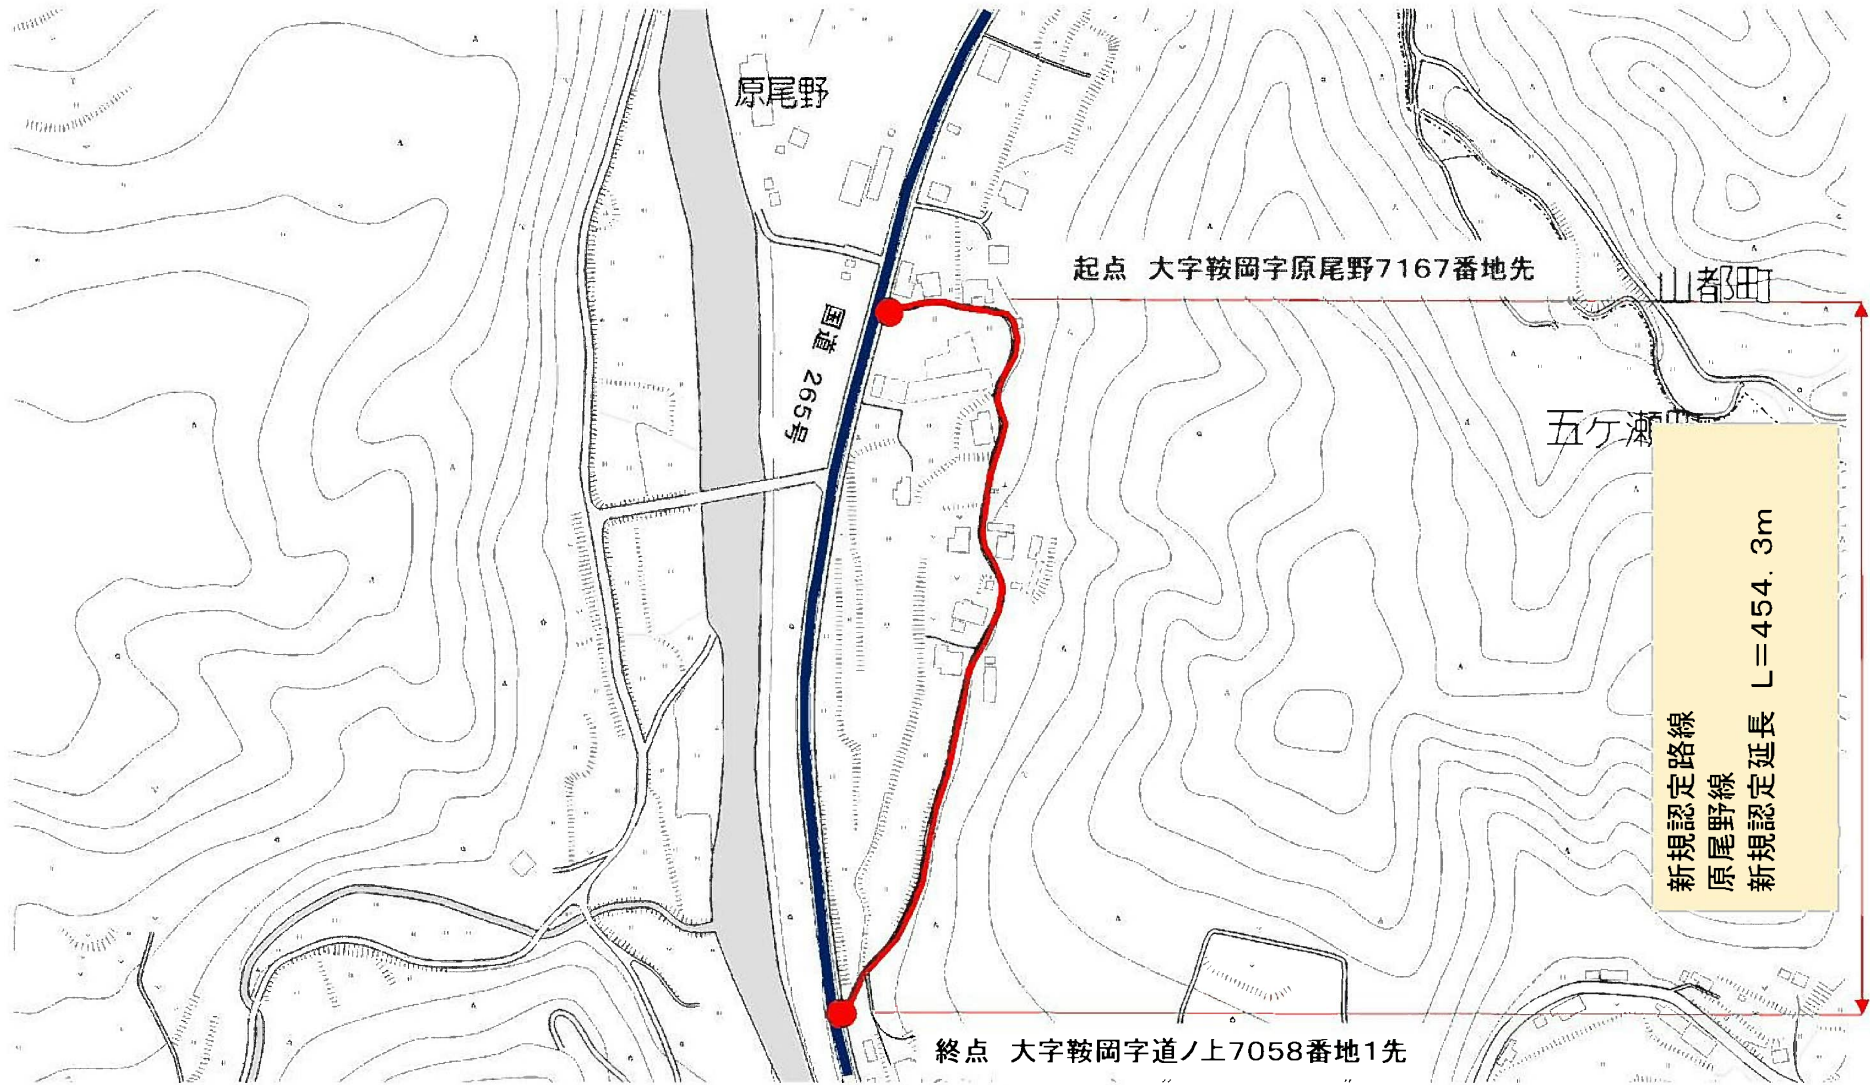 原尾野
起点 大字鞍岡字原尾野7167番地先
山都町
国道 265号
五ケ瀬町
新規認定路線
原尾野線
新規認定延長 L=454.3m
終点 大字鞍岡字道ノ上7058番地1先